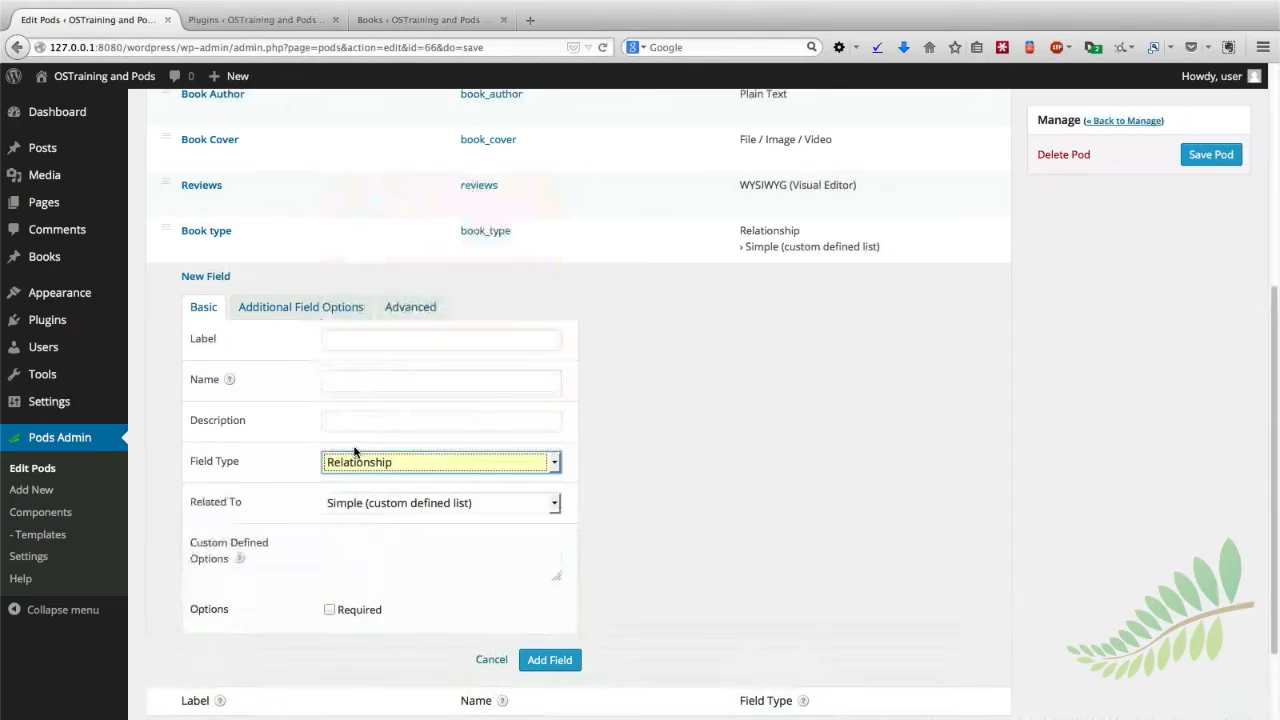 Edit Pods ‹ OSTraining and Po...
Plugins ‹ OSTraining and Pods...
Books ‹ OSTraining and Pods ...
127.0.0.1:8080/wordpress/wp-admin/admin.php?page=pods&action=edit&id=66&do=save
Google
OSTraining and Pods
0
New
Howdy, user
Dashboard
Posts
Media
Pages
Comments
Books
Appearance
Plugins
Users
Tools
Settings
Pods Admin
Edit Pods
Add New
Components
- Templates
Settings
Help
Collapse menu
Book Author book_author Plain Text
Book Cover book_cover File / Image / Video
Reviews reviews WYSIWYG (Visual Editor)
Book type book_type Relationship
› Simple (custom defined list)
New Field
Basic Additional Field Options Advanced
Label
Name ?
Description
Field Type Relationship
Related To Simple (custom defined list)
Custom Defined
Options ?
Options Required
Cancel Add Field
Label ? Name ? Field Type ?
Manage (« Back to Manage)
Delete Pod Save Pod